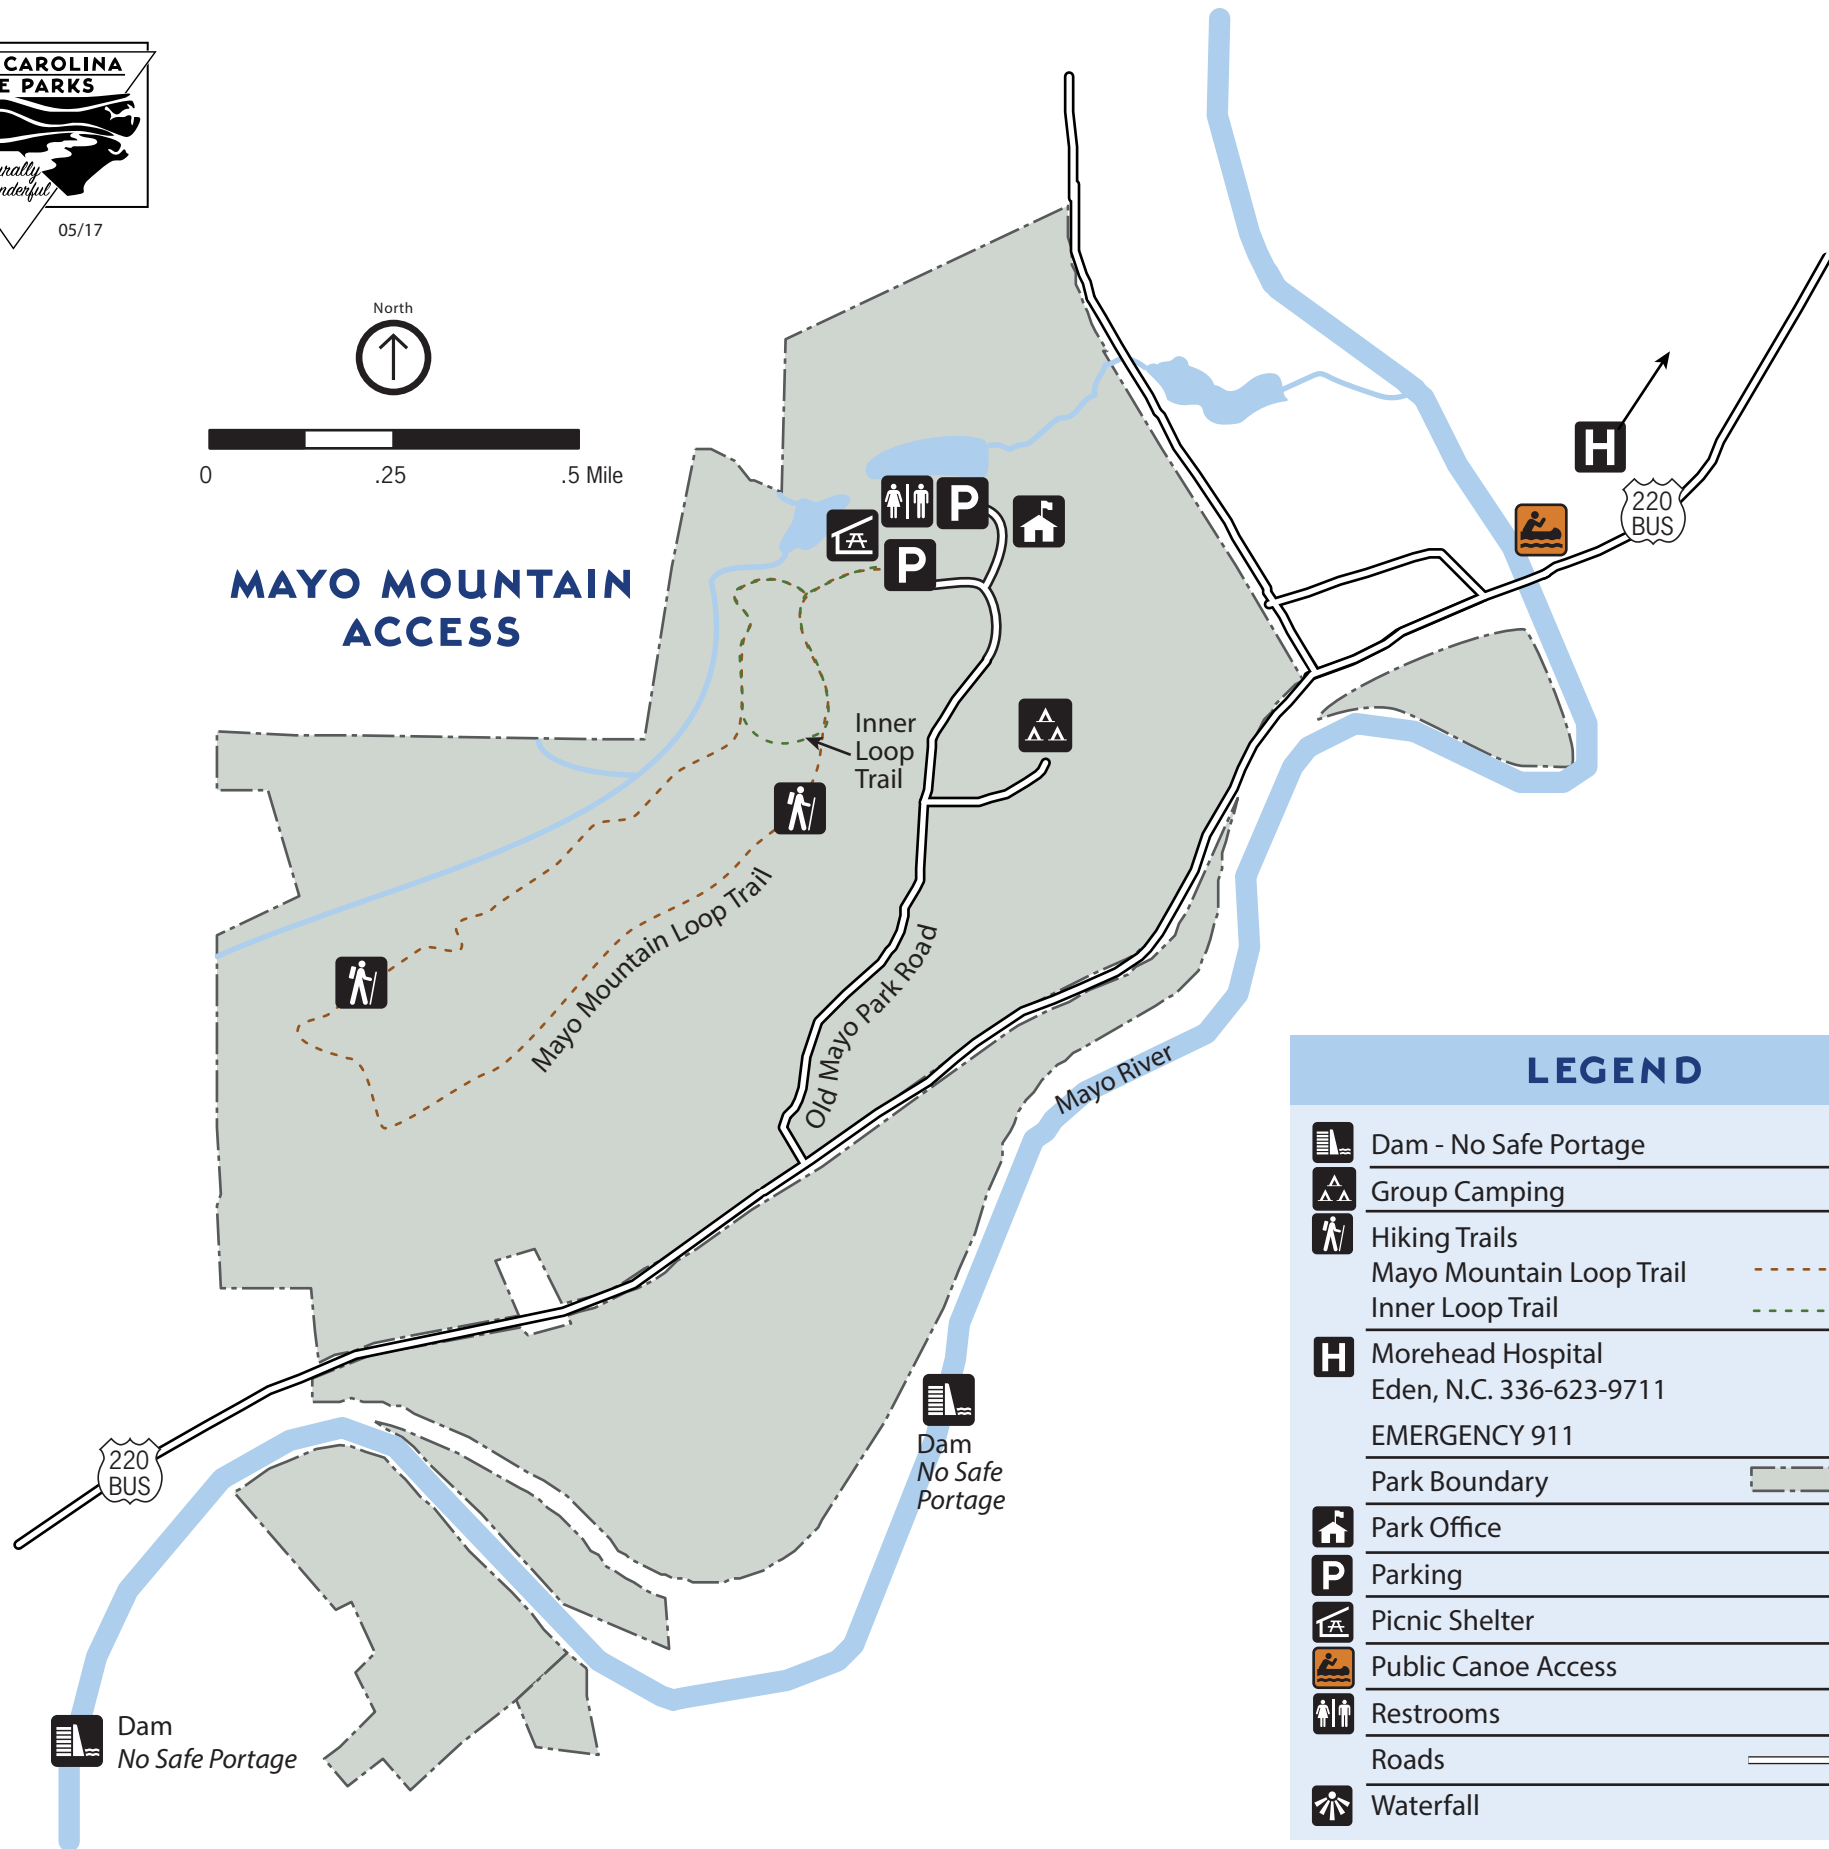 CAROLINA
E PARKS
05/17
North
0 .25 .5 Mile
MAYO MOUNTAIN
ACCESS
P
P
H
220
BUS
Inner
Loop
Trail
Mayo Mountain Loop Trail
Old Mayo Park Road
Mayo River
220
BUS
Dam
No Safe
Portage
Dam
No Safe Portage
LEGEND
Dam - No Safe Portage
Group Camping
Hiking Trails
Mayo Mountain Loop Trail
Inner Loop Trail
H Morehead Hospital
Eden, N.C. 336-623-9711
EMERGENCY 911
Park Boundary
Park Office
P Parking
Picnic Shelter
Public Canoe Access
Restrooms
Roads
Waterfall